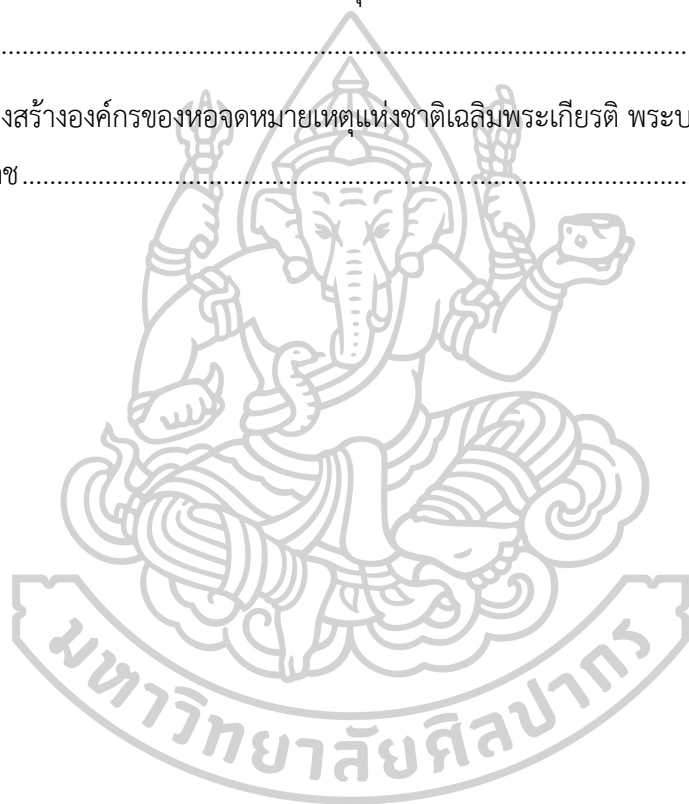 .......................................................................................................
งสร้างองค์กรของหอจดหมายเหตุแห่งชาติเฉลิมพระเกียรติ พระบ
าช.......................................................................................................
มหาวิทยาลัยศิลปากร